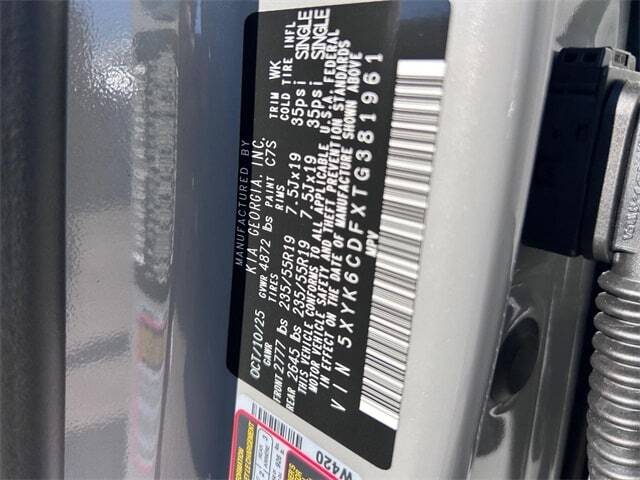 MANUFACTURED BY
KIA GEORGIA, INC.
OCT/10/25 GVWR 4872 lbs PAINT C7S TRIM WK
GAWR TIRES RIMS COLD TIRE INFL
FRONT 2777 lbs 235/55R19 7.5Jx19 35psi SINGLE
REAR 2645 lbs 235/55R19 7.5Jx19 35psi SINGLE
THIS VEHICLE CONFORMS TO ALL APPLICABLE U.S.A. FEDERAL
MOTOR VEHICLE SAFETY AND THEFT PREVENTION STANDARDS
IN EFFECT ON THE DATE OF MANUFACTURE SHOWN ABOVE
MPV
VIN 5XYK6CDFXTG381961
W420